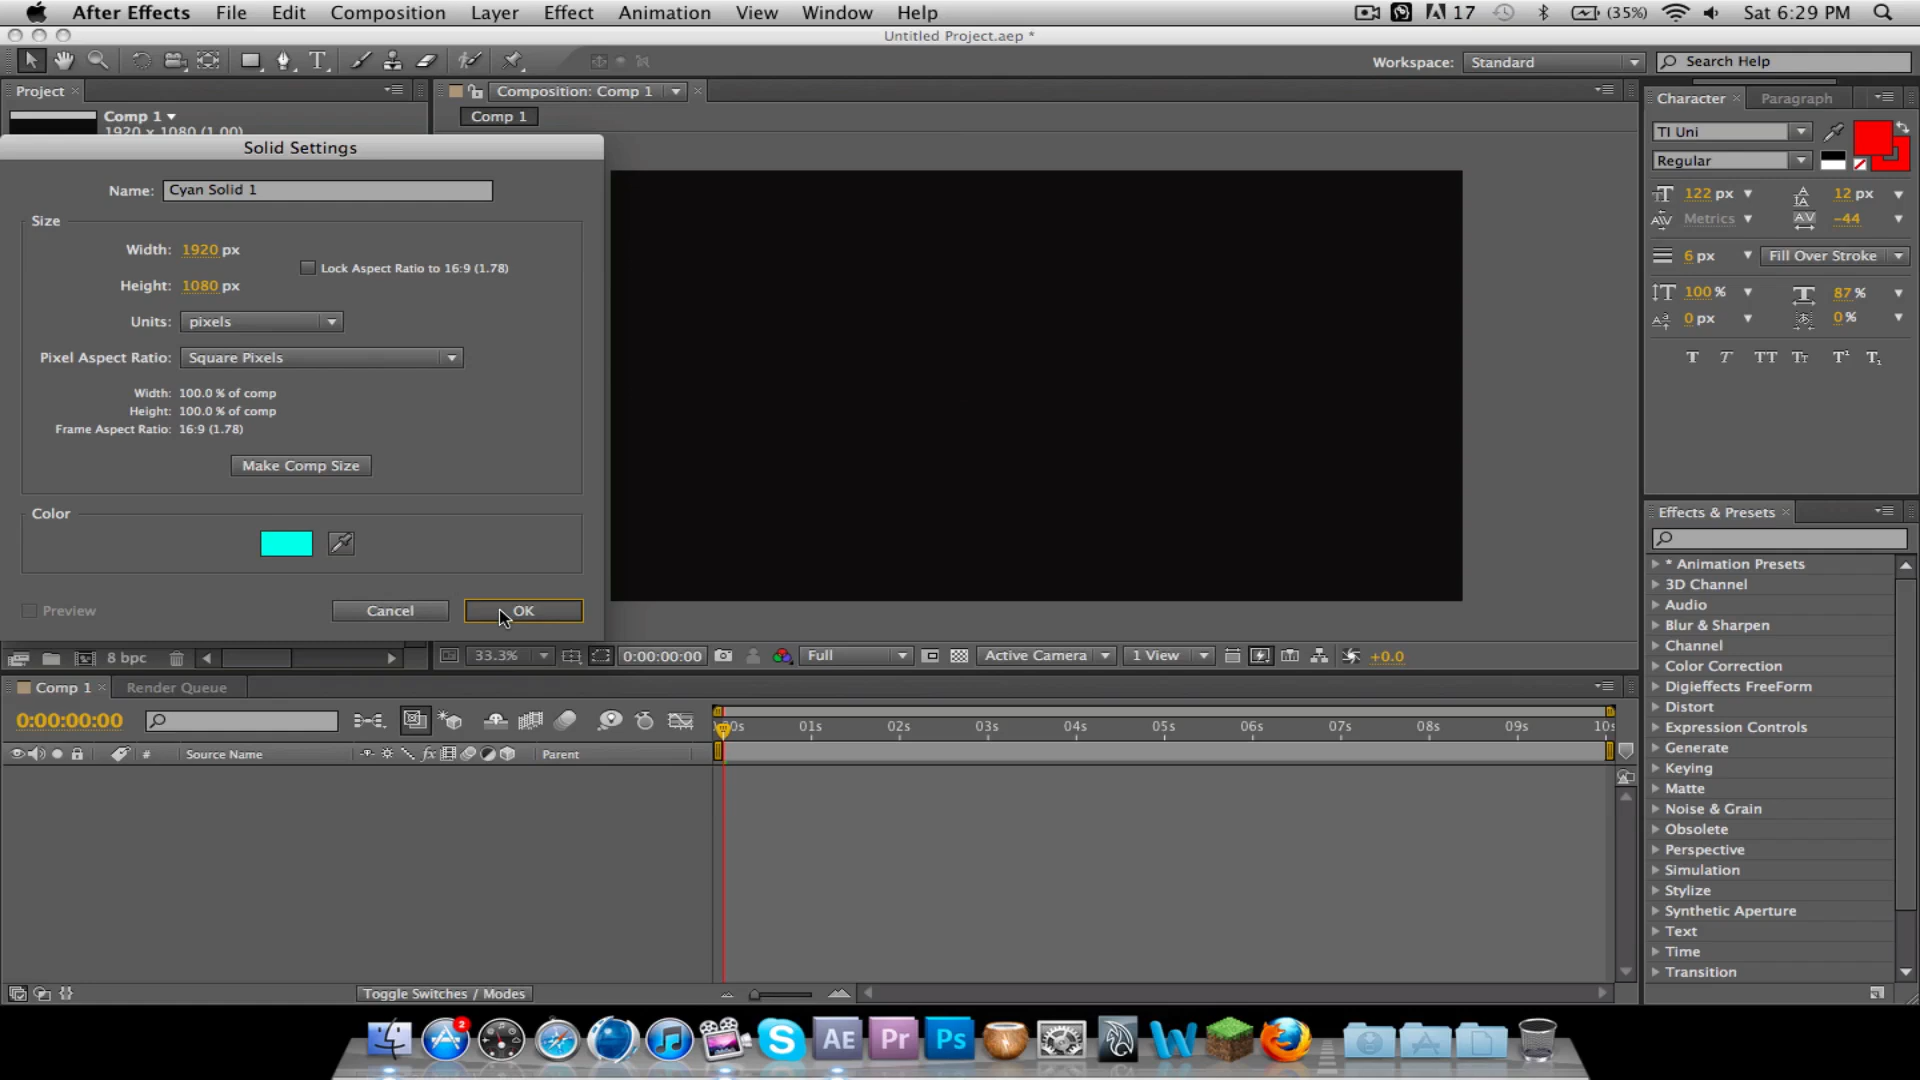 After Effects File Edit Composition Layer Effect Animation View Window Help 17 (35%) Sat 6:29 PM
Untitled Project.aep *
Workspace: Standard Search Help
Project Composition: Comp 1 Character Paragraph
Comp 1
1920 x 1080 (1.00)
Comp 1
Solid Settings
Name: Cyan Solid 1
Size
Width: 1920 px
Lock Aspect Ratio to 16:9 (1.78)
Height: 1080 px
Units: pixels
Pixel Aspect Ratio: Square Pixels
Width: 100.0 % of comp
Height: 100.0 % of comp
Frame Aspect Ratio: 16:9 (1.78)
Make Comp Size
Color
Preview Cancel OK
TI Uni
Regular
122 px 12 px
Metrics -44
6 px Fill Over Stroke
100 % 87 %
0 px 0 %
T T TT Tt T¹ T₁
Effects & Presets
* Animation Presets
3D Channel
Audio
Blur & Sharpen
Channel
Color Correction
Digieffects FreeForm
Distort
Expression Controls
Generate
Keying
Matte
Noise & Grain
Obsolete
Perspective
Simulation
Stylize
Synthetic Aperture
Text
Time
Transition
8 bpc 33.3% 0:00:00:00 Full Active Camera 1 View +0.0
Comp 1 Render Queue
0:00:00:00
00s 01s 02s 03s 04s 05s 06s 07s 08s 09s 10s
# Source Name Parent
Toggle Switches / Modes
2 AE Pr Ps